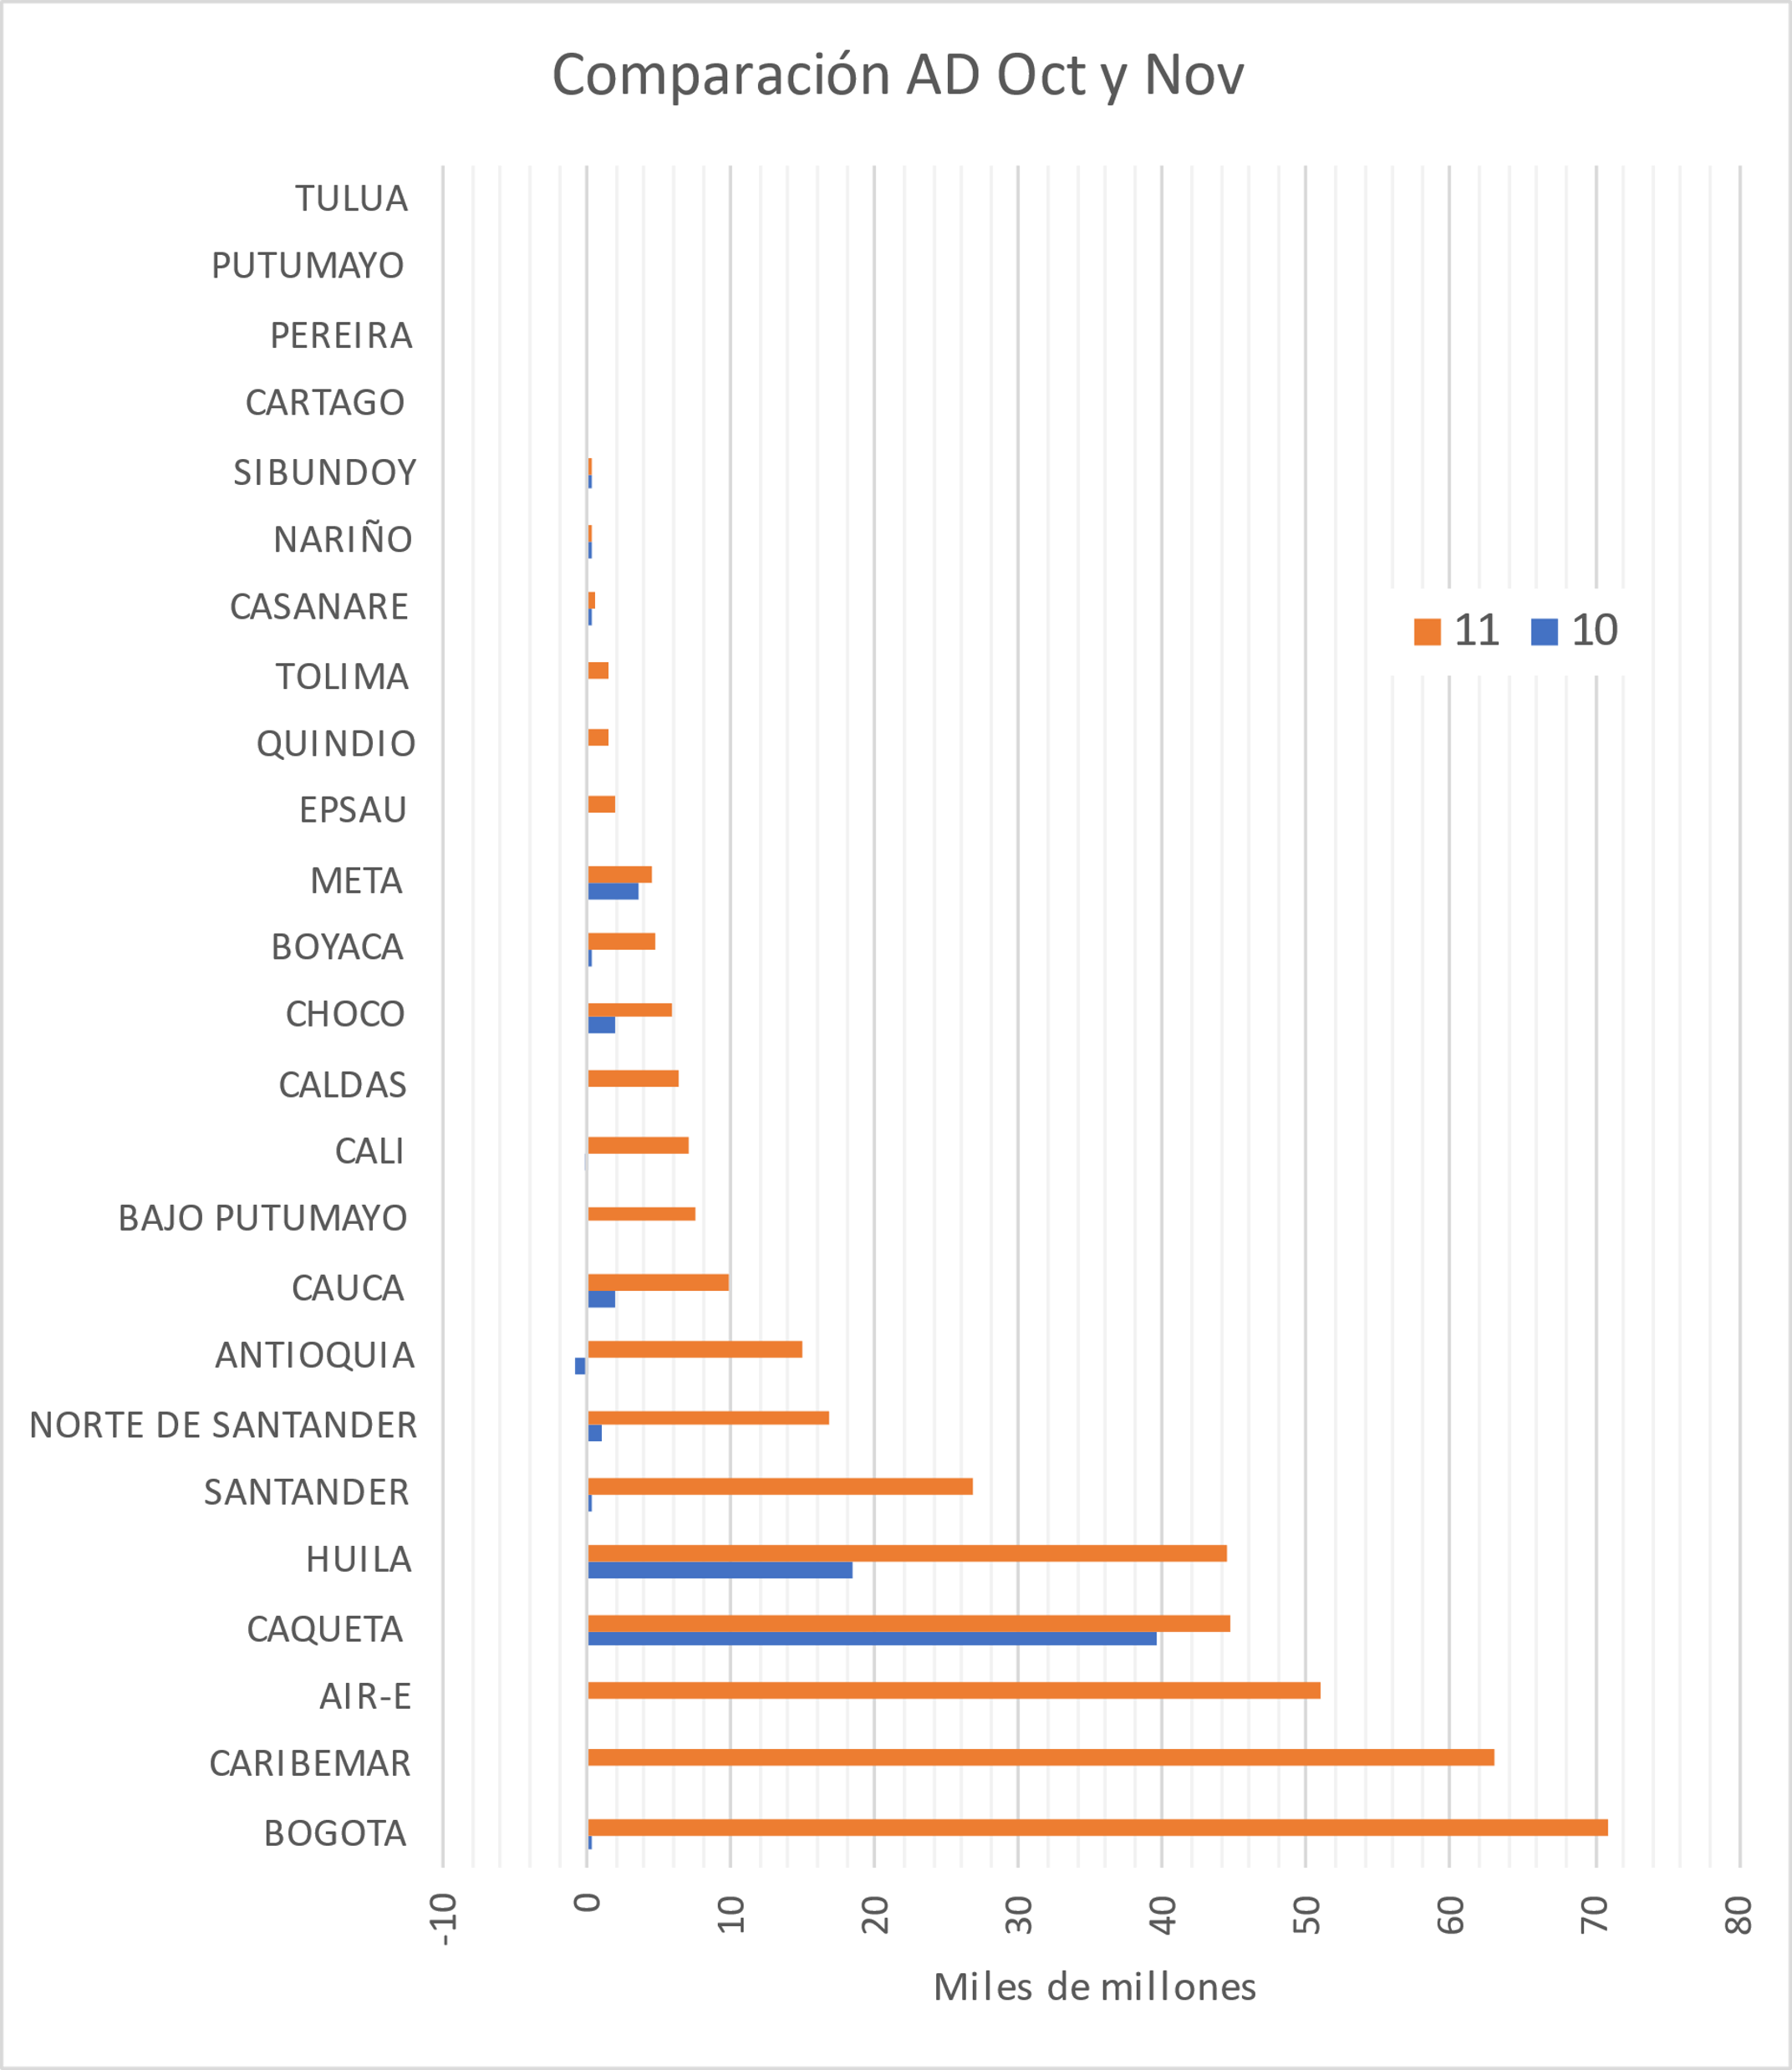 Comparación AD Oct y Nov
TULUA
PUTUMAYO
PEREIRA
CARTAGO
SIBUNDOY
NARIÑO
CASANARE
11 10
TOLIMA
QUINDIO
EPSAU
META
BOYACA
CHOCO
CALDAS
CALI
BAJO PUTUMAYO
CAUCA
ANTIOQUIA
NORTE DE SANTANDER
SANTANDER
HUILA
CAQUETA
AIR-E
CARIBEMAR
BOGOTA
-10 0 10 20 30 40 50 60 70 80
Miles de millones